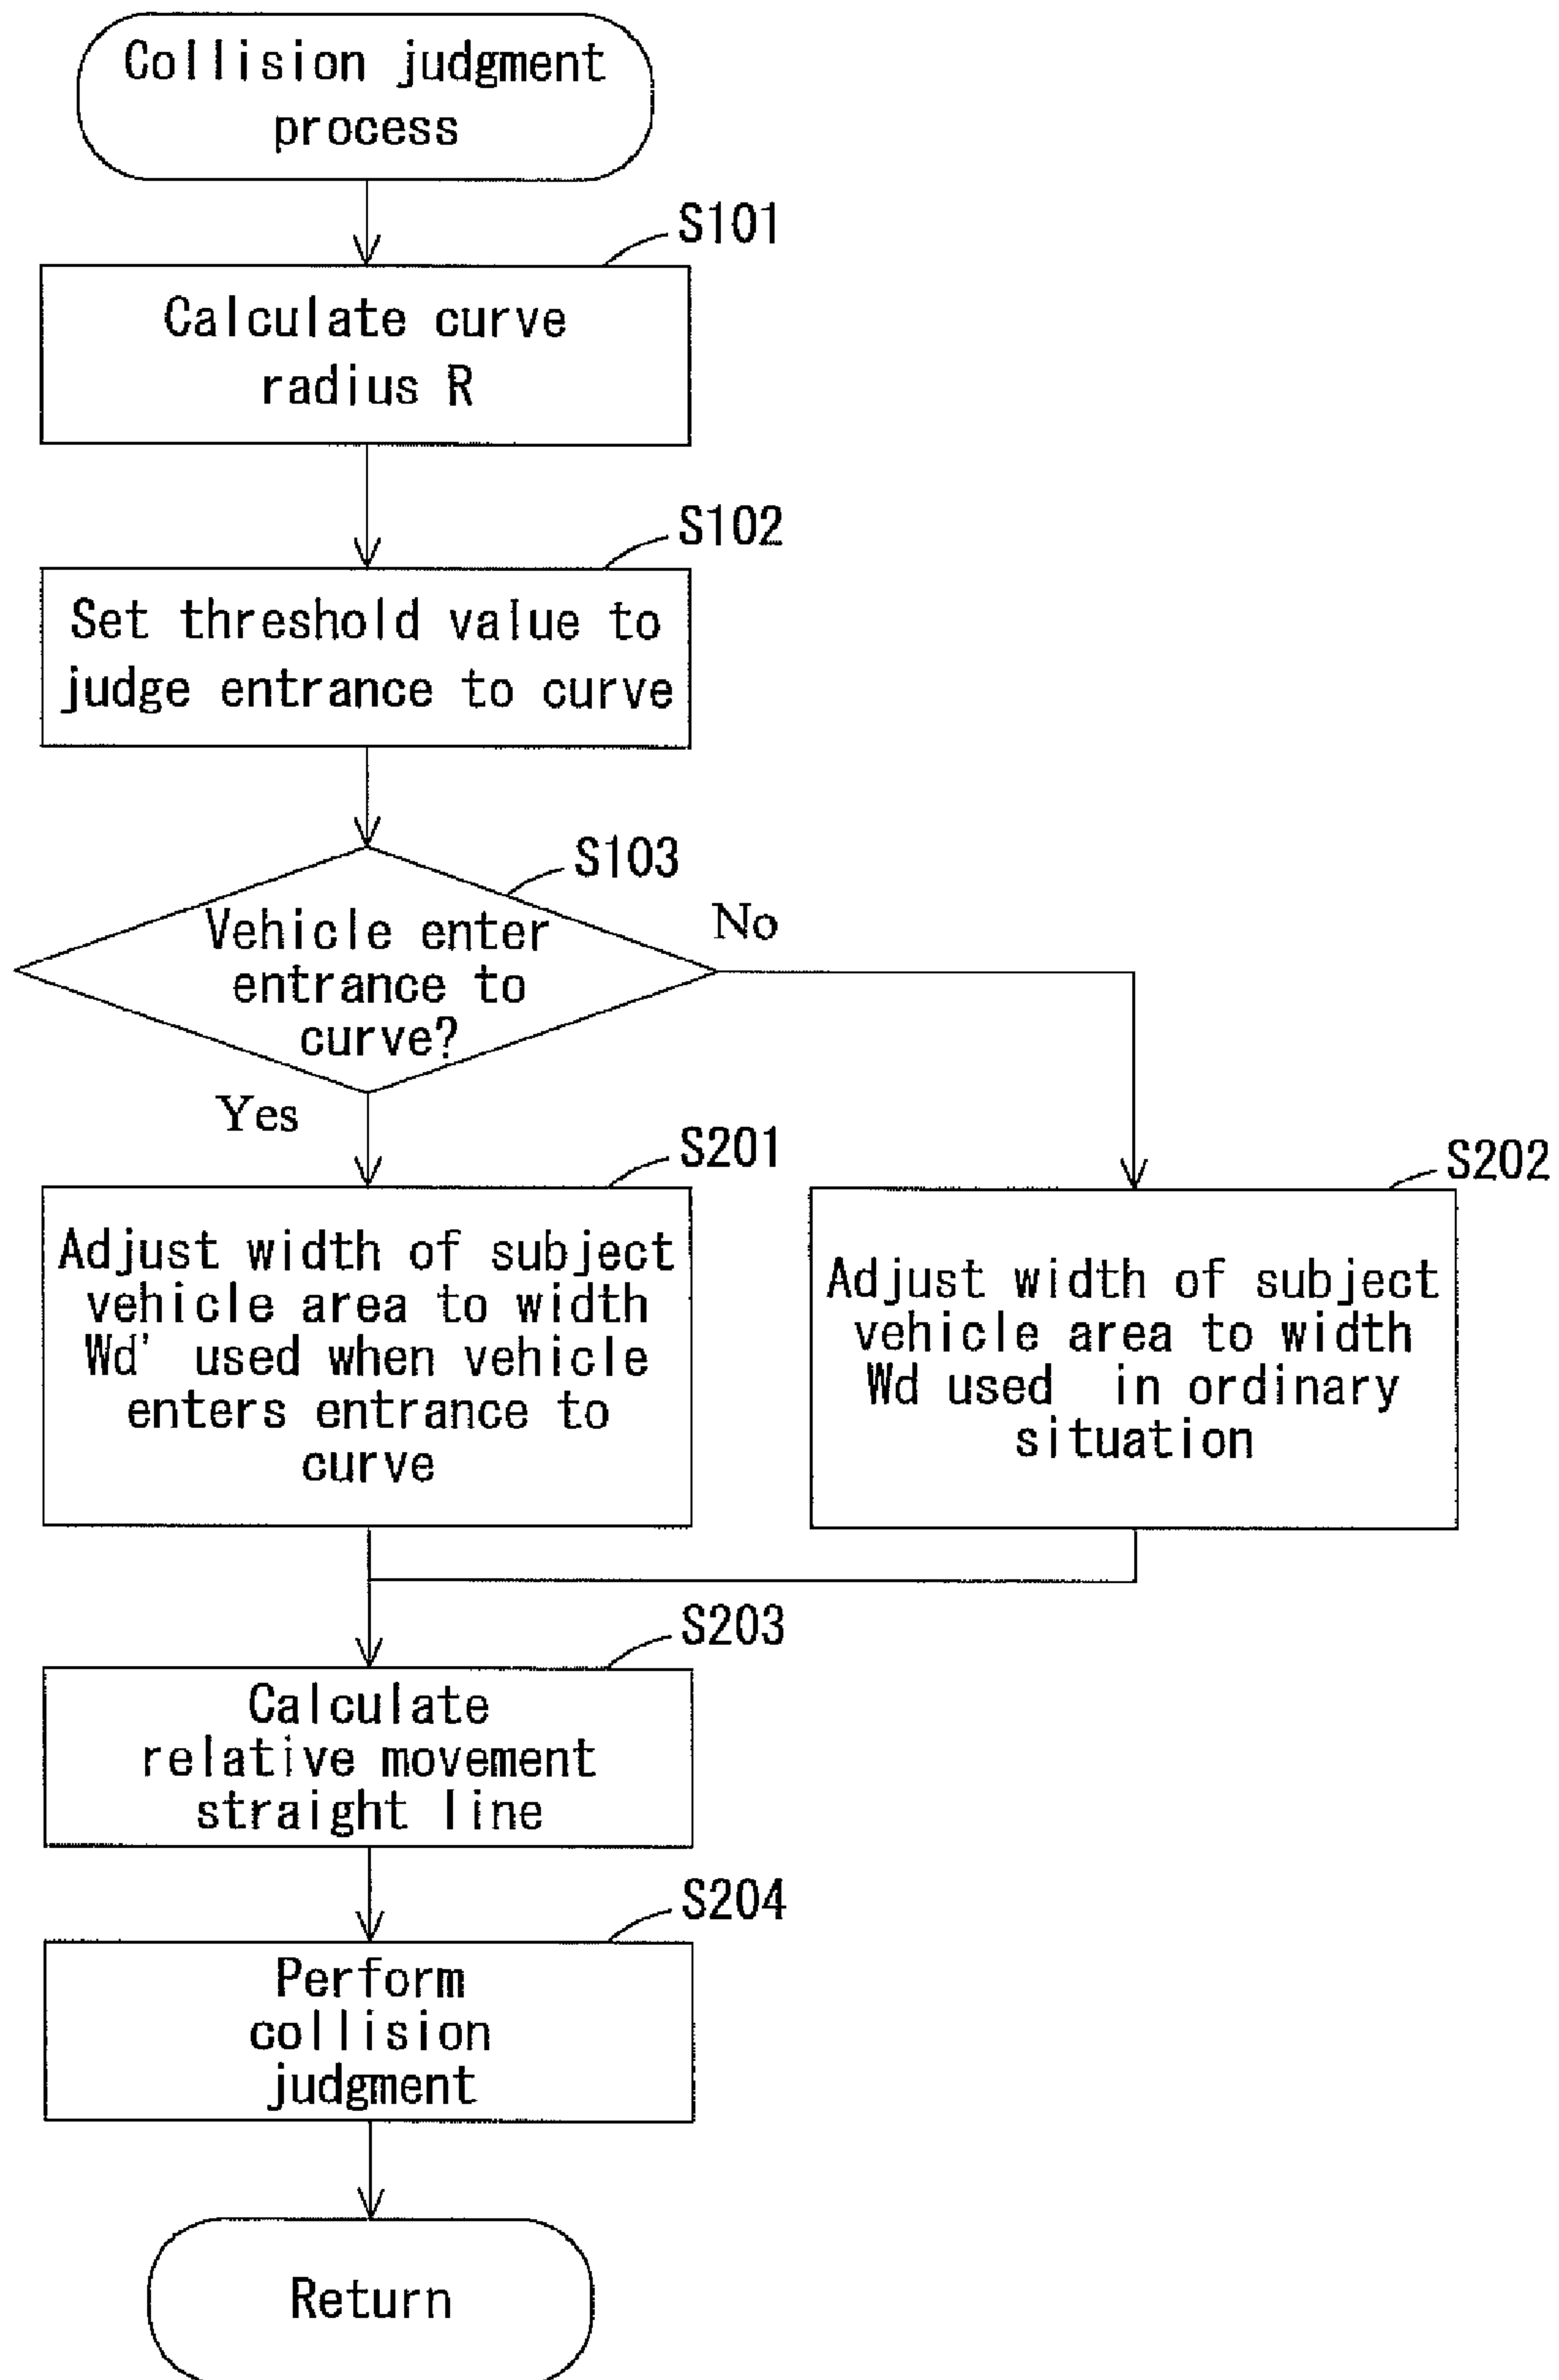 Collision judgment
process
S101
Calculate curve
radius R
S102
Set threshold value to
judge entrance to curve
S103
Vehicle enter
entrance to
curve?
No
Yes
S201
Adjust width of subject
vehicle area to width
Wd' used when vehicle
enters entrance to
curve
S202
Adjust width of subject
vehicle area to width
Wd used in ordinary
situation
S203
Calculate
relative movement
straight line
S204
Perform
collision
judgment
Return